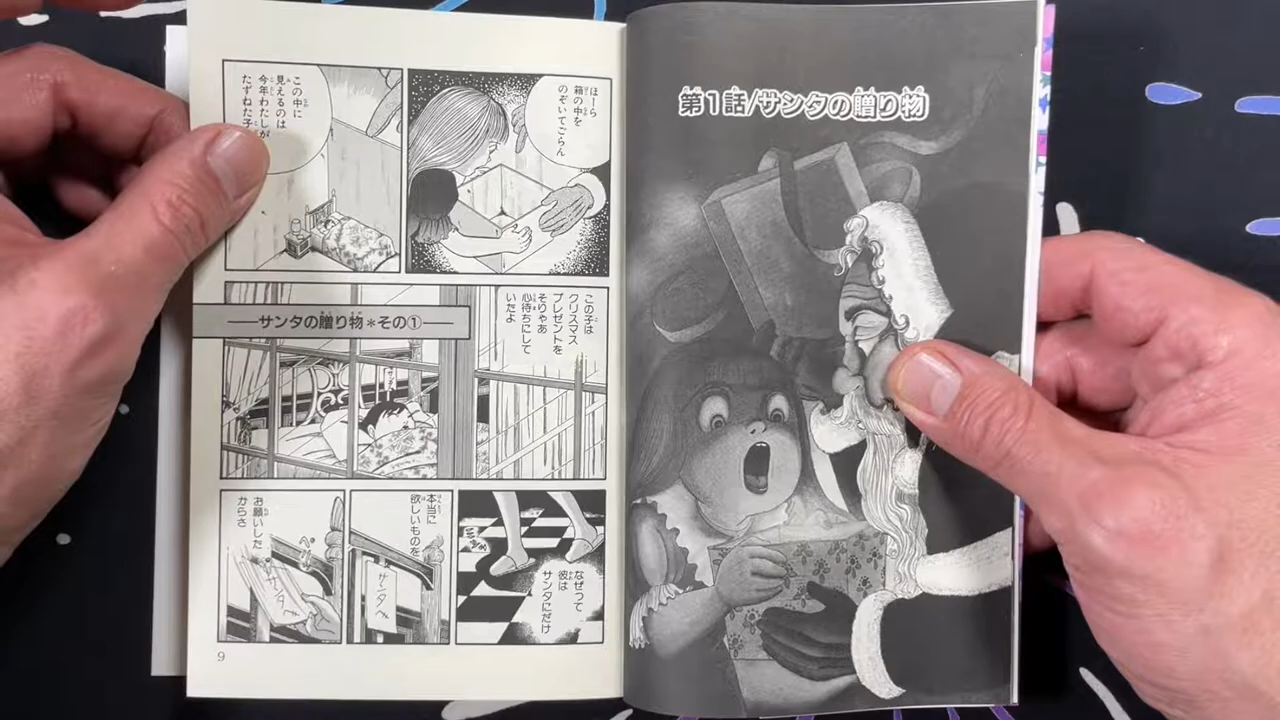 第1話/サンタの贈り物
ほーら
箱の中を
のぞいてごらん
この中に
見えるのは
今年わたしが
たずねた子
この子は
クリスマス
プレゼントを
そりゃあ
心待ちにして
いたよ
サンタの贈り物＊その①
なぜって
彼は
サンタにだけ
本当に
欲しいものを
サンタへ
お願いした
からさ
サンタへ
9